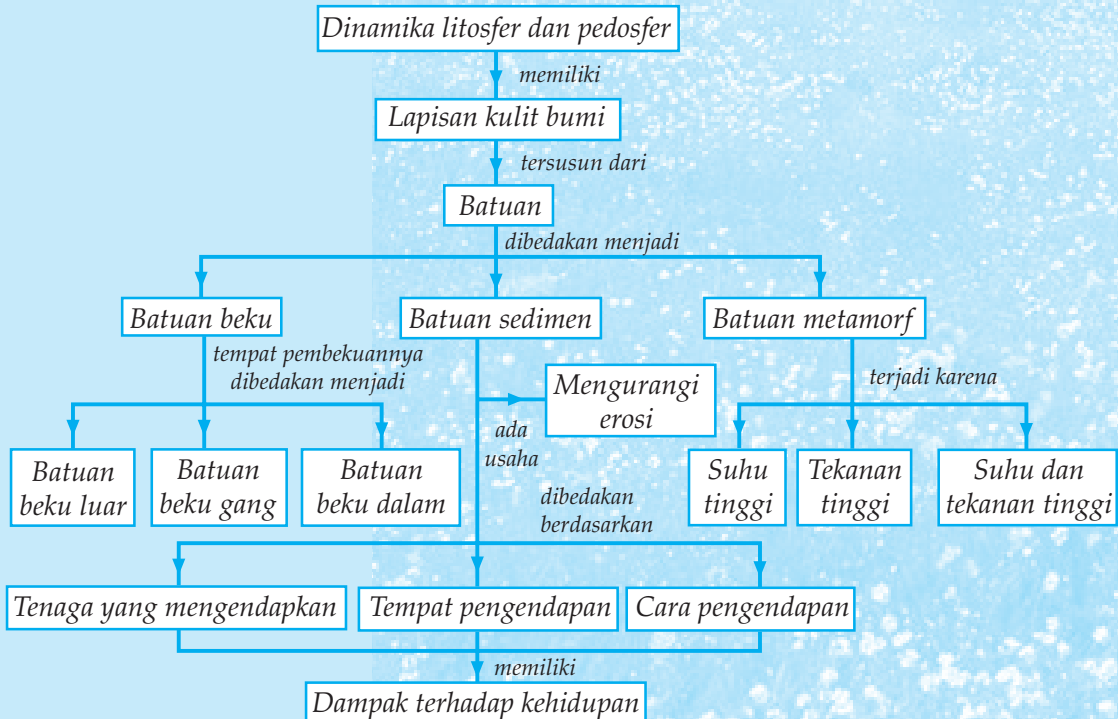 Dinamika litosfer dan pedosfer
memiliki
Lapisan kulit bumi
tersusun dari
Batuan
dibedakan menjadi
Batuan beku
Batuan sedimen
Batuan metamorf
tempat pembekuannya
dibedakan menjadi
terjadi karena
Mengurangi
erosi
ada
usaha
Batuan
beku luar
Batuan
beku gang
Batuan
beku dalam
Suhu
tinggi
Tekanan
tinggi
Suhu dan
tekanan tinggi
dibedakan
berdasarkan
Tenaga yang mengendapkan
Tempat pengendapan
Cara pengendapan
memiliki
Dampak terhadap kehidupan